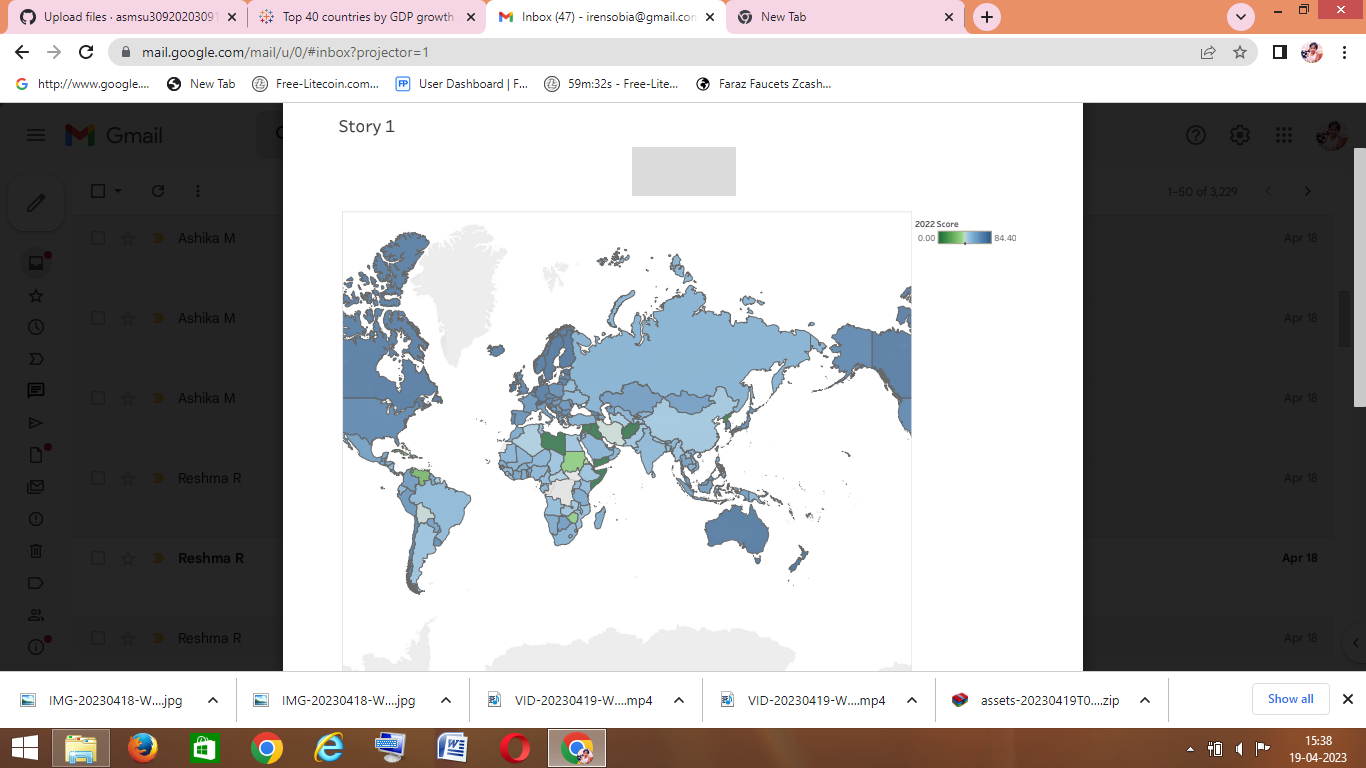 Upload files · asmsu30920203091
Top 40 countries by GDP growth
Inbox (47) - irensobia@gmail.con
New Tab
mail.google.com/mail/u/0/#inbox?projector=1
http://www.google....
New Tab
Free-Litecoin.com...
User Dashboard | F...
59m:32s - Free-Lite...
Faraz Faucets Zcash...
Story 1
Gmail
1–50 of 3,229
2022 Score
0.00 84.40
Ashika M Apr 18
Ashika M Apr 18
Ashika M Apr 18
Reshma R Apr 18
Reshma R Apr 18
Reshma R Apr 18
IMG-20230418-W....jpg
IMG-20230418-W....jpg
VID-20230419-W....mp4
VID-20230419-W....mp4
assets-20230419T0....zip
Show all
15:38
19-04-2023